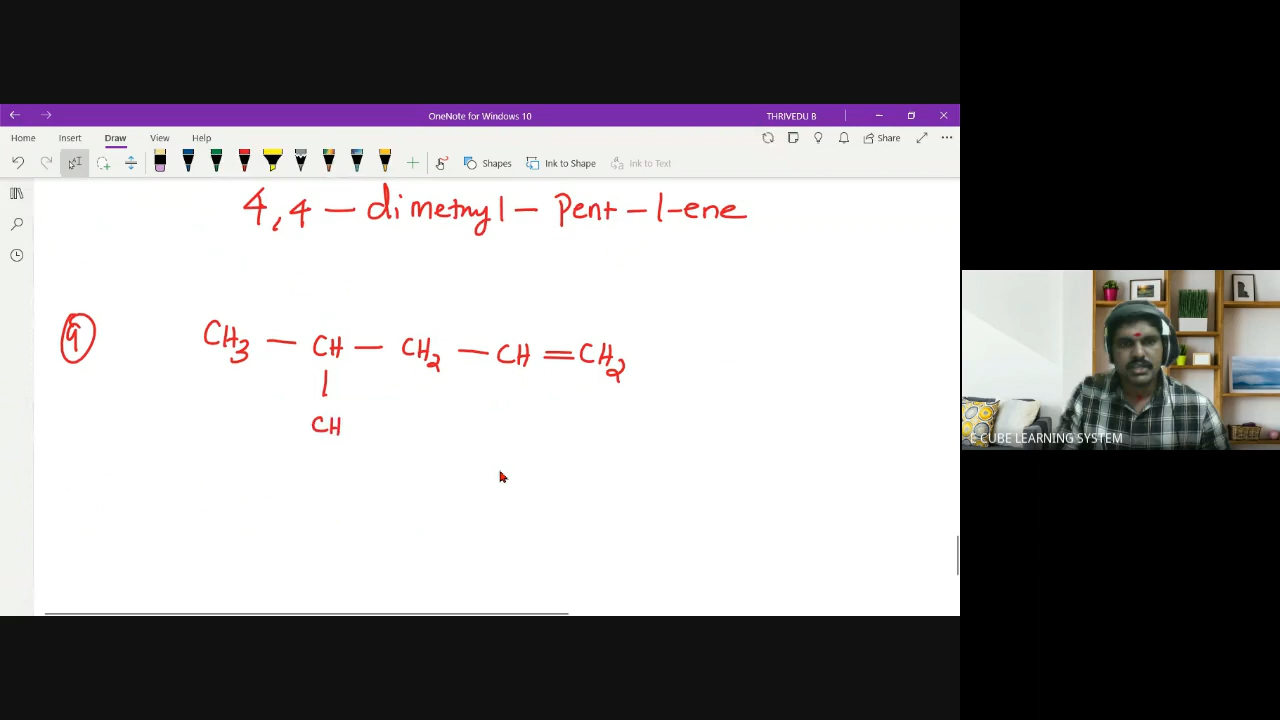 OneNote for Windows 10
THRIVEDU B
Home Insert Draw View Help
Share
Shapes
Ink to Shape
Ink to Text
4,4 — dimethyl — Pent — 1-ene
9
CH3 — CH — CH2 — CH = CH2
|
CH
E CUBE LEARNING SYSTEM